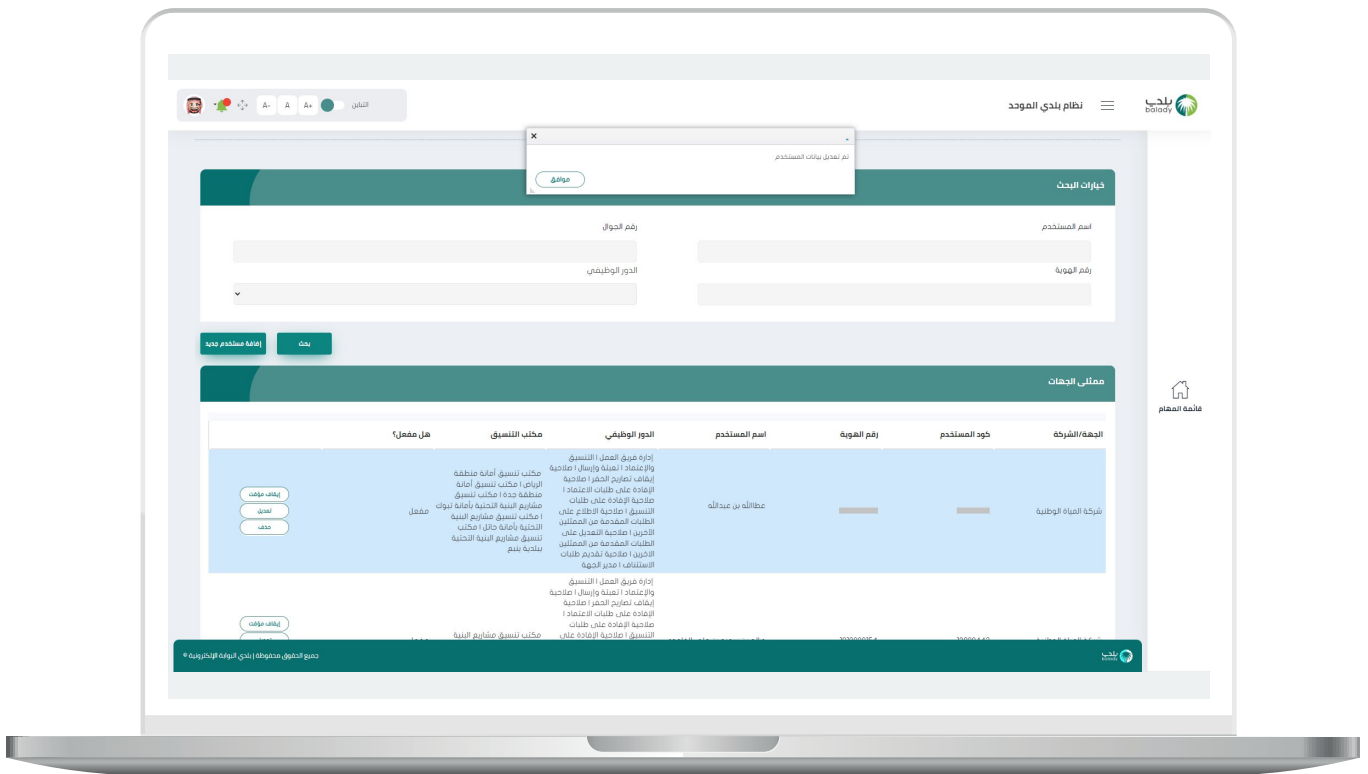 بلدي
balady
نظام بلدي الموحد
التباين
A+ A A-
تم تعديل بيانات المستخدم
موافق
خيارات البحث
اسم المستخدم
رقم الجوال
رقم الهوية
الدور الوظيفي
بحث
إضافة مستخدم جديد
قائمة المهام
ممثلى الجهات
الجهة/الشركة كود المستخدم رقم الهوية اسم المستخدم الدور الوظيفي مكتب التنسيق هل مفعل؟
شركة المياة الوطنية
عطاالله بن عبدالله
إدارة فريق العمل | التنسيق
والإعتماد | تعبئة وإرسال | صلاحية
إيقاف تصاريح الحفر | صلاحية
الإفادة على طلبات الاعتماد |
صلاحية الإفادة على طلبات
التنسيق | صلاحية الاطلاع على
الطلبات المقدمة من الممثلين
الآخرين | صلاحية التعديل على
الطلبات المقدمة من الممثلين
الاخرين | صلاحية تقديم طلبات
الاستئناف | مدير الجهة
مكتب تنسيق أمانة منطقة
الرياض | مكتب تنسيق أمانة
منطقة جدة | مكتب تنسيق
مشاريع البنية التحتية بأمانة تبوك
| مكتب تنسيق مشاريع البنية
التحتية بأمانة حائل | مكتب
تنسيق مشاريع البنية التحتية
ببلدية ينبع
مفعل
إيقاف مؤقت
تعديل
حذف
إدارة فريق العمل | التنسيق
والإعتماد | تعبئة وإرسال | صلاحية
إيقاف تصاريح الحفر | صلاحية
الإفادة على طلبات الاعتماد |
صلاحية الإفادة على طلبات
التنسيق | صلاحية الإفادة على
مكتب تنسيق مشاريع البنية
إيقاف مؤقت
بلدي
جميع الحقوق محفوظة | بلدي البوابة الإلكترونية ©